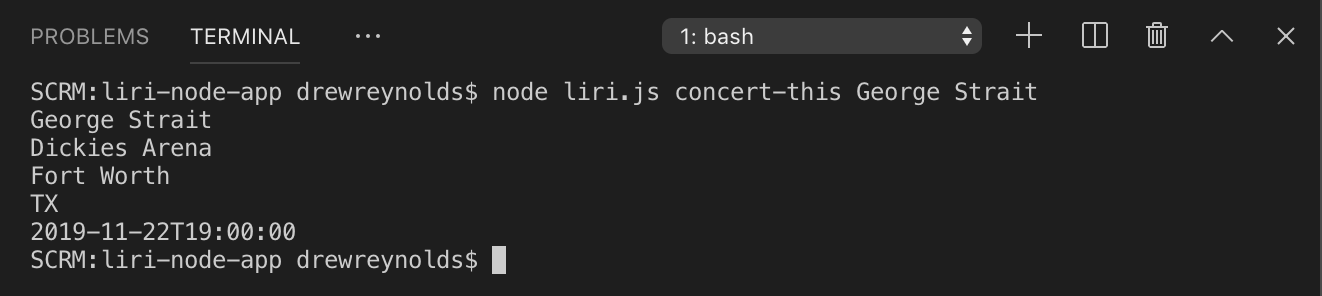 PROBLEMS TERMINAL ... 1: bash
SCRM:liri-node-app drewreynolds$ node liri.js concert-this George Strait
George Strait
Dickies Arena
Fort Worth
TX
2019-11-22T19:00:00
SCRM:liri-node-app drewreynolds$